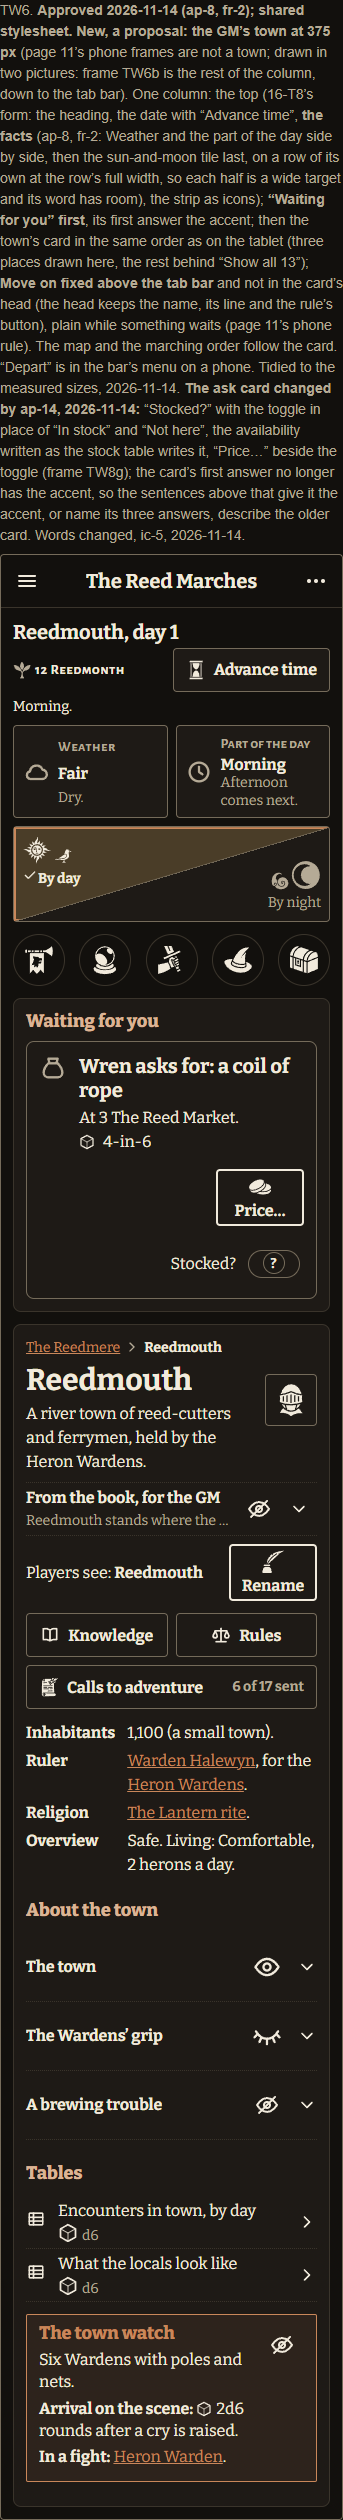 TW6. Approved 2026-11-14 (ap-8, fr-2); shared
stylesheet. New, a proposal: the GM’s town at 375
px (page 11’s phone frames are not a town; drawn in
two pictures: frame TW6b is the rest of the column,
down to the tab bar). One column: the top (16-T8’s
form: the heading, the date with “Advance time”, the
facts (ap-8, fr-2: Weather and the part of the day side
by side, then the sun-and-moon tile last, on a row of its
own at the row’s full width, so each half is a wide target
and its word has room), the strip as icons); “Waiting
for you” first, its first answer the accent; then the
town’s card in the same order as on the tablet (three
places drawn here, the rest behind “Show all 13”);
Move on fixed above the tab bar and not in the card’s
head (the head keeps the name, its line and the rule’s
button), plain while something waits (page 11’s phone
rule). The map and the marching order follow the card.
“Depart” is in the bar’s menu on a phone. Tidied to the
measured sizes, 2026-11-14. The ask card changed
by ap-14, 2026-11-14: “Stocked?” with the toggle in
place of “In stock” and “Not here”, the availability
written as the stock table writes it, “Price…” beside the
toggle (frame TW8g); the card’s first answer no longer
has the accent, so the sentences above that give it the
accent, or name its three answers, describe the older
card. Words changed, ic-5, 2026-11-14.
The Reed Marches
Reedmouth, day 1
12 Reedmonth
Advance time
Morning.
Weather
Fair
Dry.
Part of the day
Morning
Afternoon
comes next.
By day
By night
Waiting for you
Wren asks for: a coil of
rope
At 3 The Reed Market.
4-in-6
Price…
Stocked?
?
The Reedmere > Reedmouth
Reedmouth
A river town of reed-cutters
and ferrymen, held by the
Heron Wardens.
From the book, for the GM
Reedmouth stands where the …
Players see: Reedmouth
Rename
Knowledge
Rules
Calls to adventure
6 of 17 sent
Inhabitants 1,100 (a small town).
Ruler Warden Halewyn, for the
Heron Wardens.
Religion The Lantern rite.
Overview Safe. Living: Comfortable,
2 herons a day.
About the town
The town
The Wardens’ grip
A brewing trouble
Tables
Encounters in town, by day
d6
What the locals look like
d6
The town watch
Six Wardens with poles and
nets.
Arrival on the scene: 2d6
rounds after a cry is raised.
In a fight: Heron Warden.